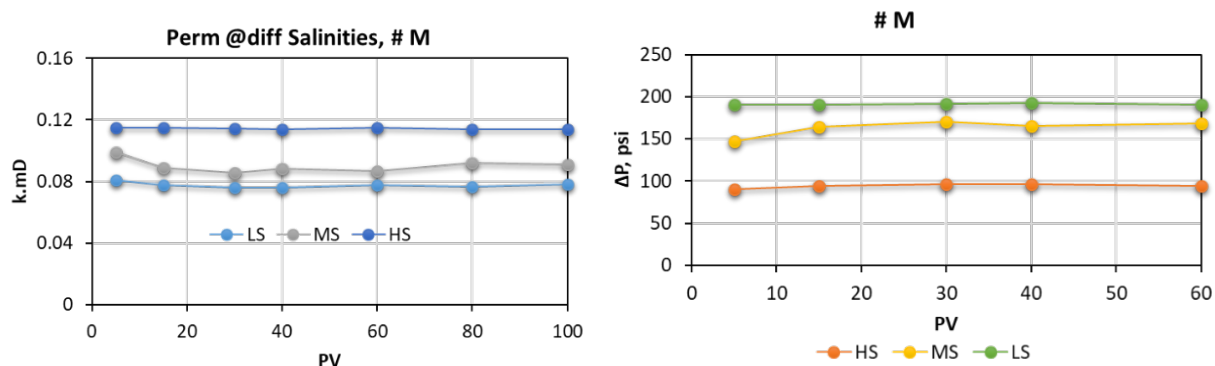 Perm @diff Salinities, # M
0.16
0.12
0.08
0.04
0
k.mD
LS MS HS
0 20 40 60 80 100
PV
# M
250
200
150
100
50
0
ΔP, psi
0 10 20 30 40 50 60
PV
HS MS LS